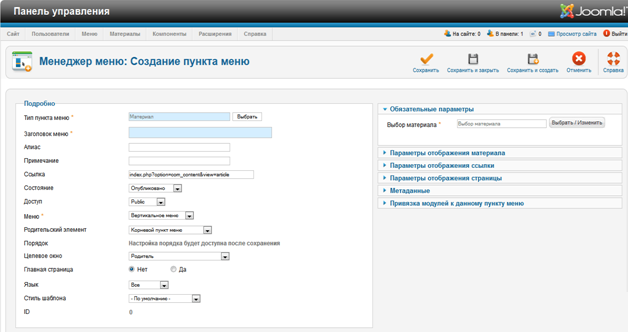 Панель управления
Joomla!
Сайт Пользователи Меню Материалы Компоненты Расширения Справка На сайте: 0 В панели: 1 0 Просмотр сайта Выйти
Менеджер меню: Создание пункта меню
Сохранить Сохранить и закрыть Сохранить и создать Отменить Справка
Подробно
Тип пункта меню * Материал Выбрать
Заголовок меню *
Алиас
Примечание
Ссылка index.php?option=com_content&view=article
Состояние Опубликовано
Доступ Public
Меню * Вертикальное меню
Родительский элемент Корневой пункт меню
Порядок Настройка порядка будет доступна после сохранения
Целевое окно Родитель
Главная страница Нет Да
Язык Все
Стиль шаблона - По умолчанию -
ID 0
Обязательные параметры
Выбор материала * Выбор материала Выбрать / Изменить
Параметры отображения материала
Параметры отображения ссылки
Параметры отображения страницы
Метаданные
Привязка модулей к данному пункту меню